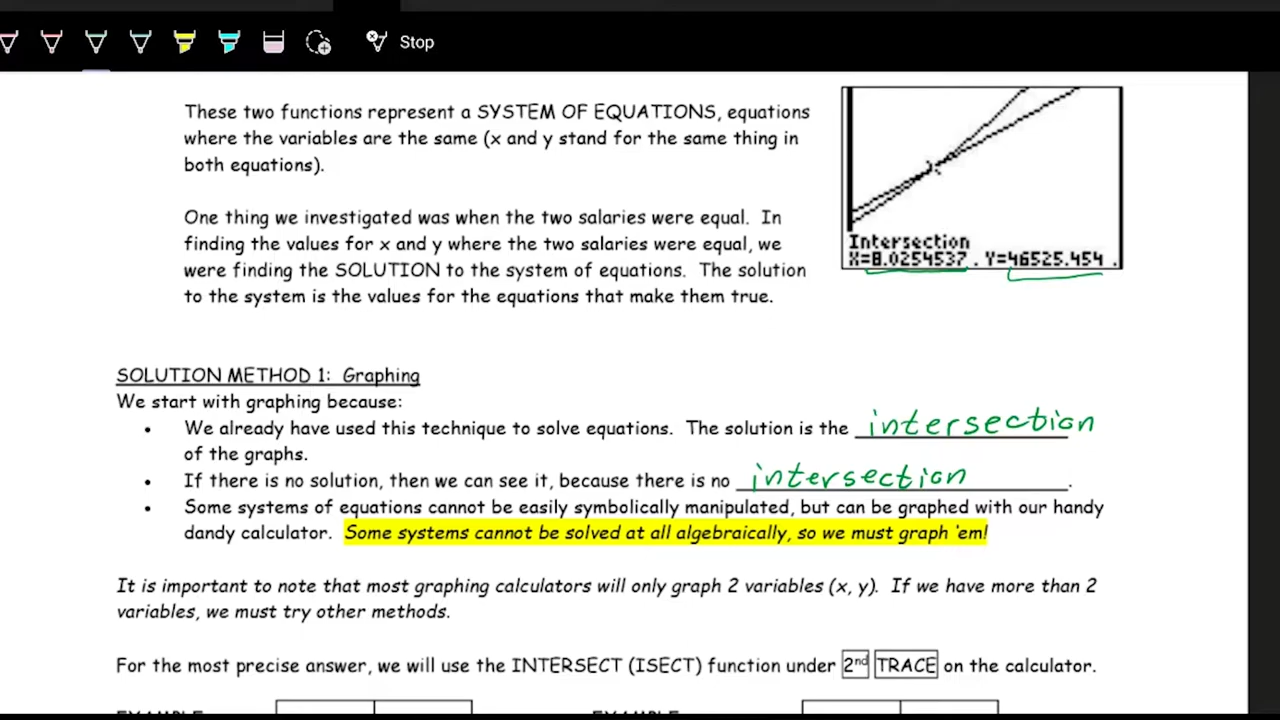 Stop
These two functions represent a SYSTEM OF EQUATIONS, equations
where the variables are the same (x and y stand for the same thing in
both equations).
One thing we investigated was when the two salaries were equal. In
finding the values for x and y where the two salaries were equal, we
were finding the SOLUTION to the system of equations. The solution
to the system is the values for the equations that make them true.
Intersection
X=8.0254537 . Y=46525.454 .
SOLUTION METHOD 1: Graphing
We start with graphing because:
• We already have used this technique to solve equations. The solution is the intersection
of the graphs.
• If there is no solution, then we can see it, because there is no intersection.
• Some systems of equations cannot be easily symbolically manipulated, but can be graphed with our handy
dandy calculator. Some systems cannot be solved at all algebraically, so we must graph ‘em!
It is important to note that most graphing calculators will only graph 2 variables (x, y). If we have more than 2
variables, we must try other methods.
For the most precise answer, we will use the INTERSECT (ISECT) function under 2nd TRACE on the calculator.
EXAMPLE EXAMPLE